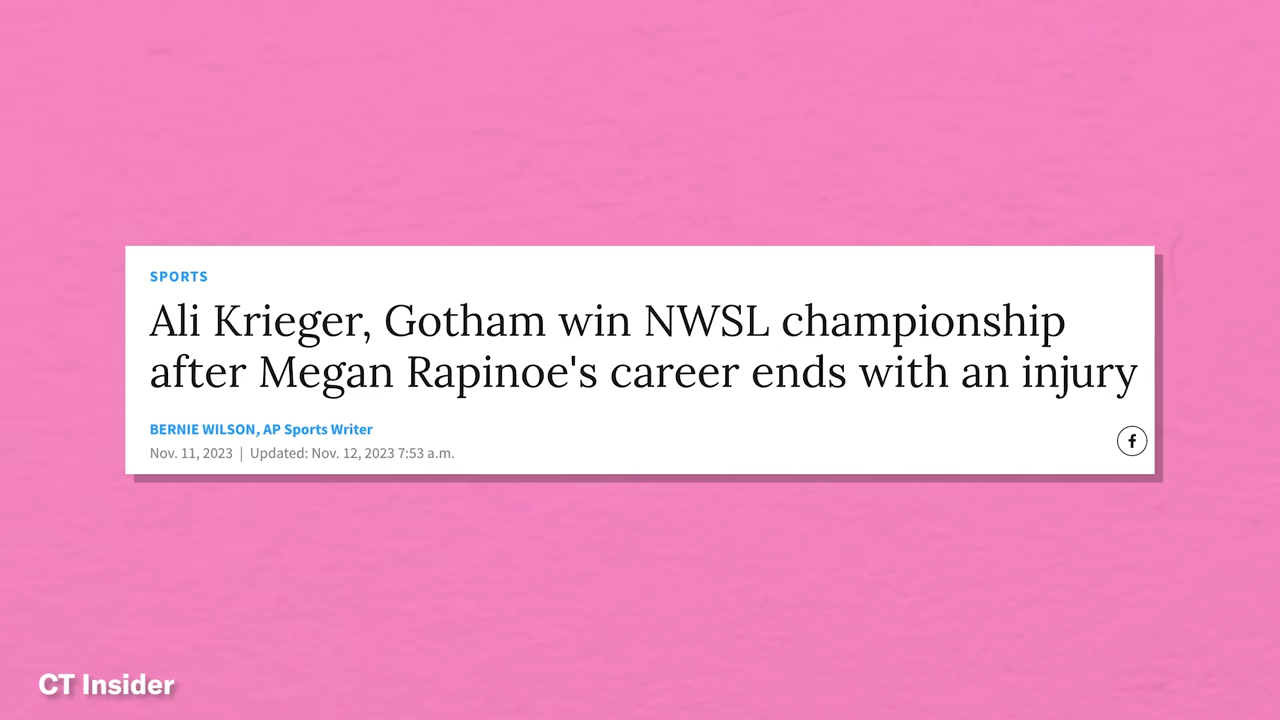 SPORTS
Ali Krieger, Gotham win NWSL championship
after Megan Rapinoe's career ends with an injury
BERNIE WILSON, AP Sports Writer
Nov. 11, 2023 | Updated: Nov. 12, 2023 7:53 a.m.
CT Insider